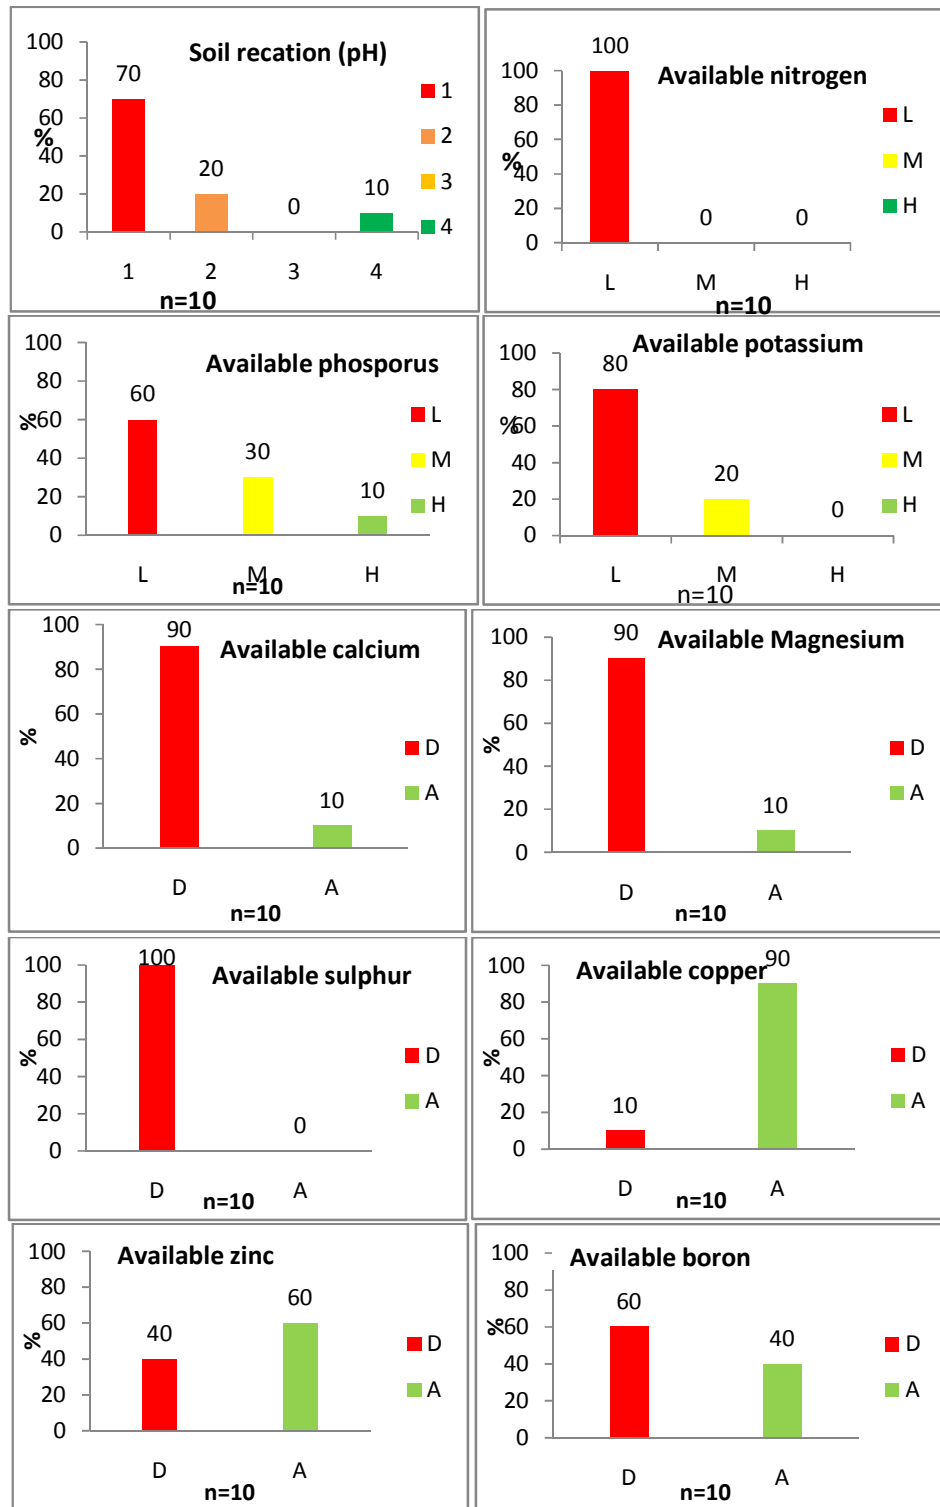 Soil recation (pH)
100
80
60
40
20
0
%
70
20
0
10
1
2
3
4
1 2 3 4
n=10
Available nitrogen
100
80
60
40
20
0
%
100
0
0
L
M
H
L M H
n=10
Available phosporus
100
80
60
40
20
0
%
60
30
10
L
M
H
L M H
n=10
Available potassium
100
80
60
40
20
0
%
80
20
0
L
M
H
L M H
n=10
Available calcium
100
80
60
40
20
0
%
90
10
D
A
D A
n=10
Available Magnesium
100
80
60
40
20
0
%
90
10
D
A
D A
n=10
Available sulphur
100
80
60
40
20
0
%
100
0
D
A
D A
n=10
Available copper
100
80
60
40
20
0
%
10
90
D
A
D A
n=10
Available zinc
100
80
60
40
20
0
%
40
60
D
A
D A
n=10
Available boron
100
80
60
40
20
0
%
60
40
D
A
D A
n=10